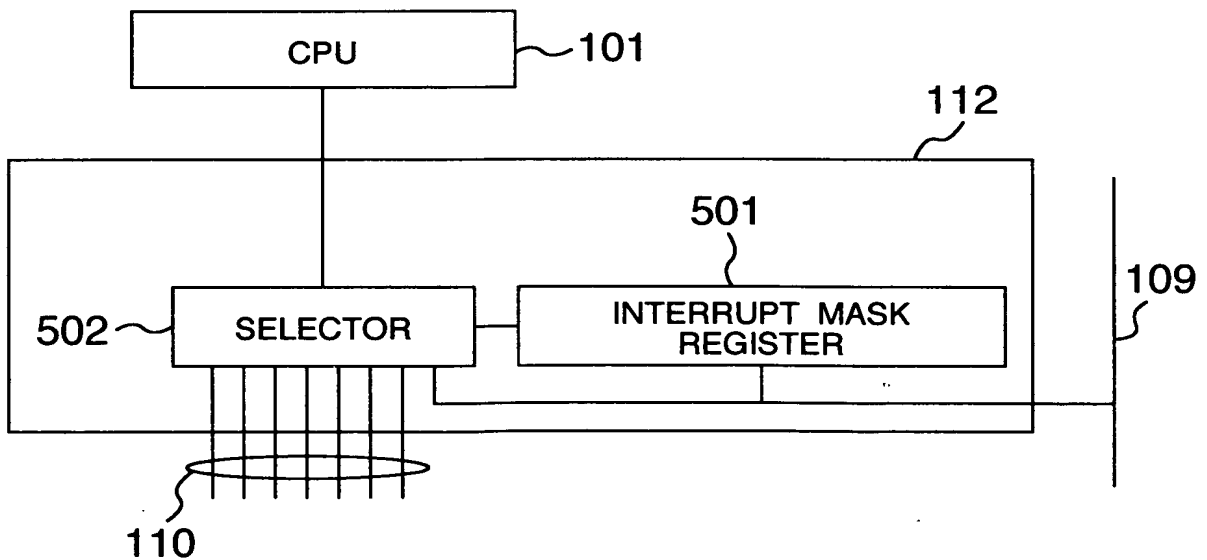 CPU
101
112
501
109
502
SELECTOR
INTERRUPT MASK
REGISTER
110